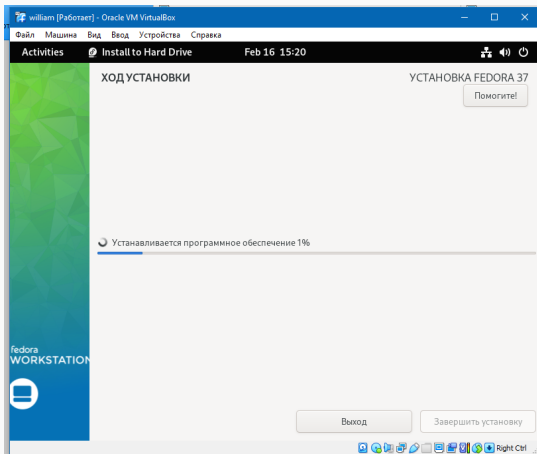 william [Работает] - Oracle VM VirtualBox
Файл Машина Вид Ввод Устройства Справка
Activities Install to Hard Drive Feb 16 15:20
ХОД УСТАНОВКИ УСТАНОВКА FEDORA 37
Помогите!
Устанавливается программное обеспечение 1%
fedora
WORKSTATION
Выход Завершить установку
Right Ctrl